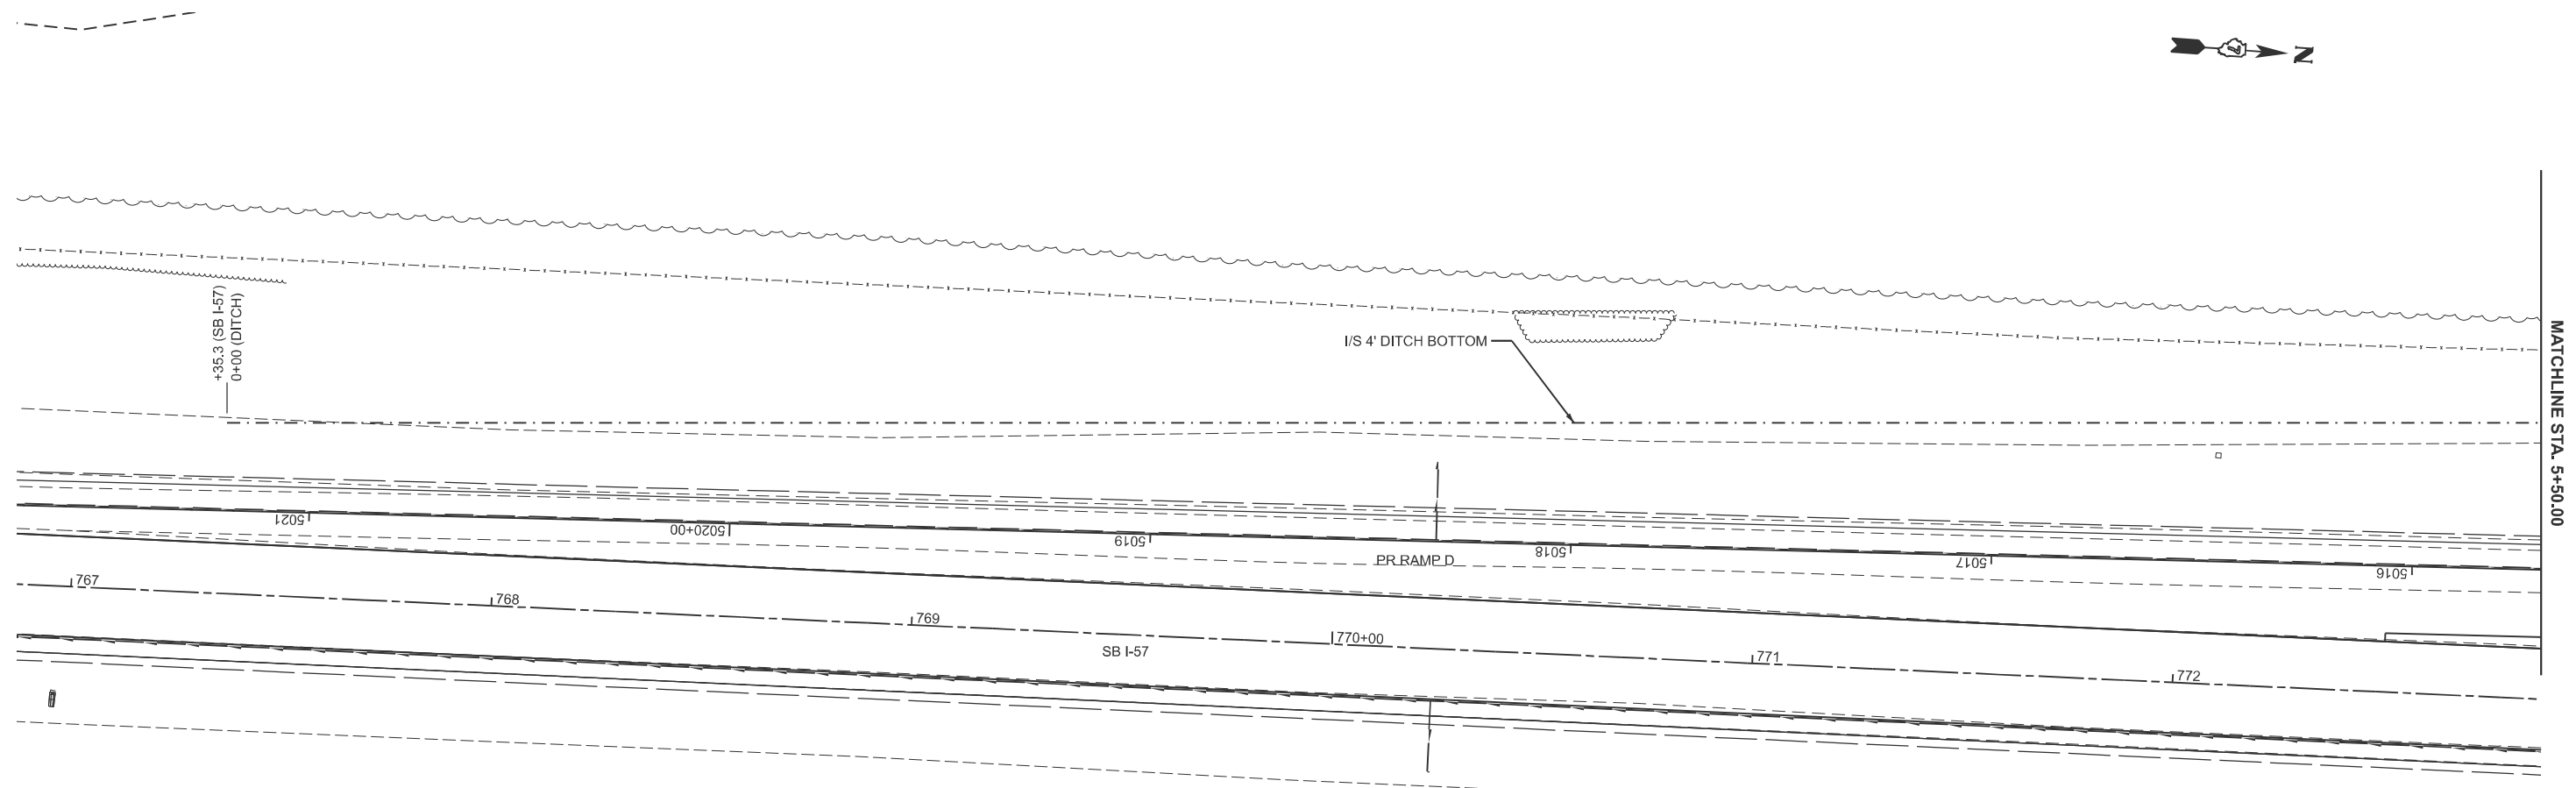 N
+35.3 (SB I-57)
0+00 (DITCH)
I/S 4' DITCH BOTTOM
MATCHLINE STA. 5+50.00
5021
5020+00
5019
5018
5017
5016
PR RAMP D
767
768
769
770+00
771
772
SB I-57